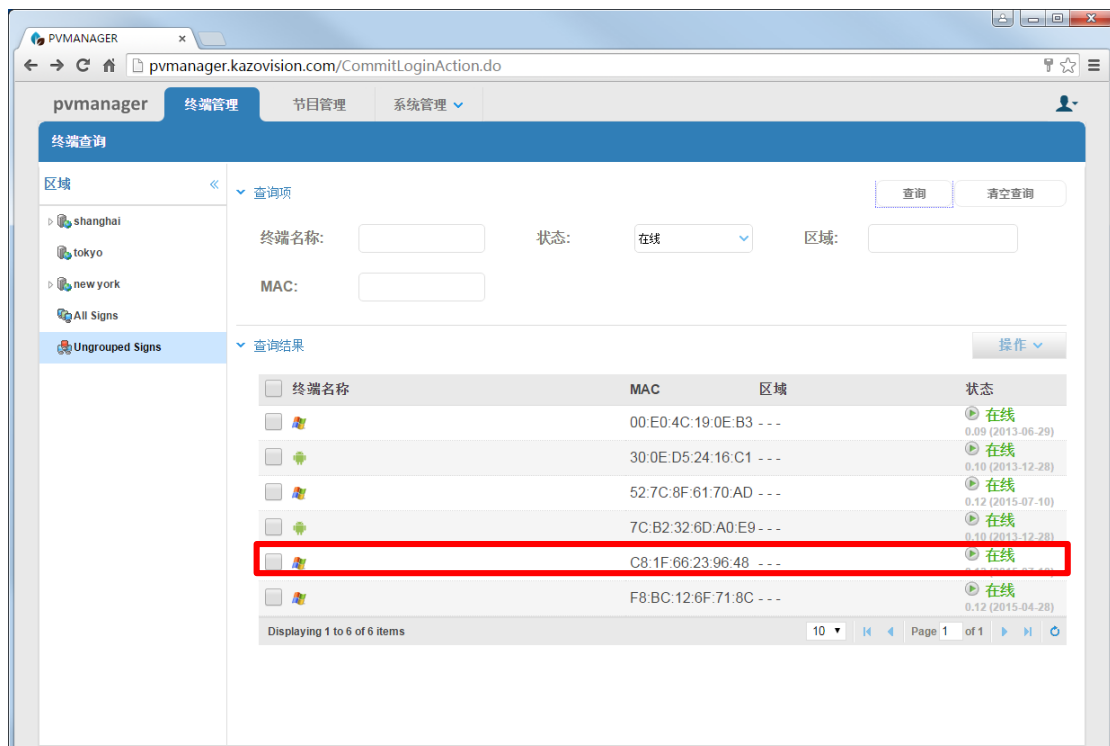 PVMANAGER
pvmanager.kazovision.com/CommitLoginAction.do
pvmanager 终端管理 节目管理 系统管理
终端查询
区域
shanghai
tokyo
new york
All Signs
Ungrouped Signs
查询项 查询 清空查询
终端名称: 状态: 在线 区域:
MAC:
查询结果 操作
终端名称 MAC 区域 状态
00:E0:4C:19:0E:B3 - - - 在线
0.09 (2013-06-29)
30:0E:D5:24:16:C1 - - - 在线
0.10 (2013-12-28)
52:7C:8F:61:70:AD - - - 在线
0.12 (2015-07-10)
7C:B2:32:6D:A0:E9 - - - 在线
0.10 (2013-12-28)
C8:1F:66:23:96:48 - - - 在线
F8:BC:12:6F:71:8C - - - 在线
0.12 (2015-04-28)
Displaying 1 to 6 of 6 items 10 Page 1 of 1